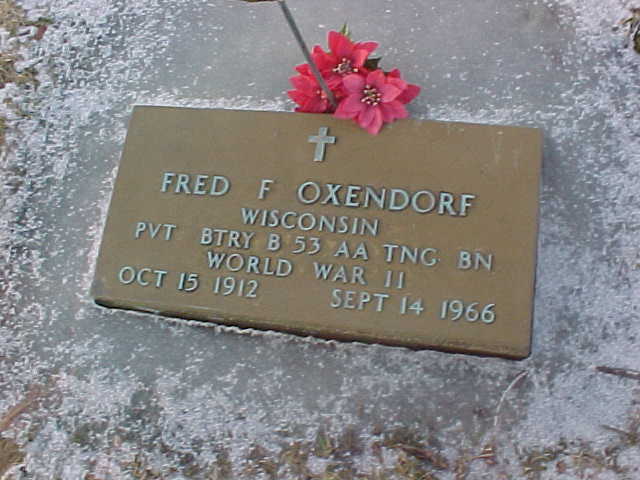 FRED F OXENDORF
WISCONSIN
PVT BTRY B 53 AA TNG BN
WORLD WAR II
OCT 15 1912 SEPT 14 1966